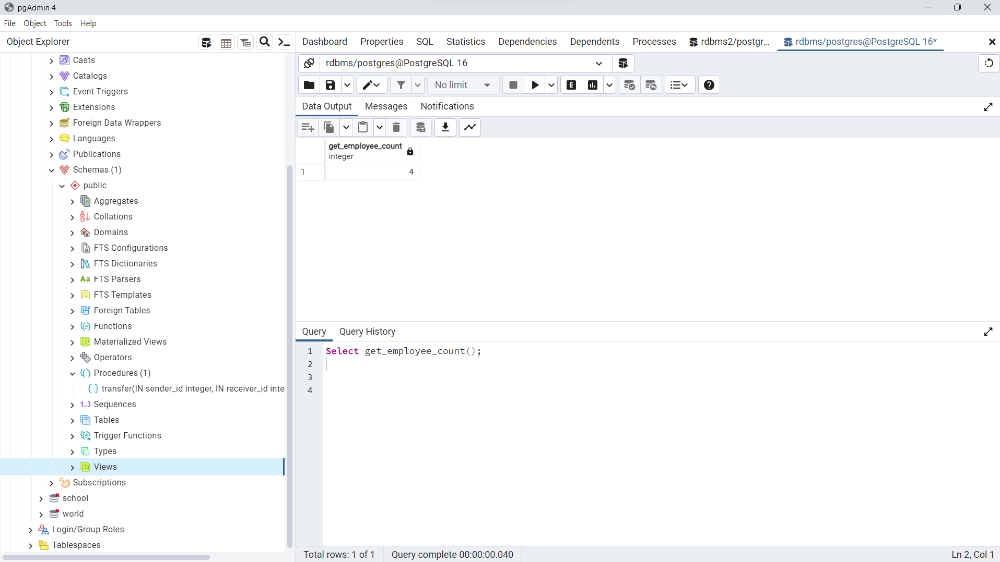 pgAdmin 4
File Object Tools Help
Object Explorer
Dashboard Properties SQL Statistics Dependencies Dependents Processes rdbms2/postgr... rdbms/postgres@PostgreSQL 16*
Casts
Catalogs
Event Triggers
Extensions
Foreign Data Wrappers
Languages
Publications
Schemas (1)
public
Aggregates
Collations
Domains
FTS Configurations
FTS Dictionaries
Aa FTS Parsers
FTS Templates
Foreign Tables
Functions
Materialized Views
Operators
Procedures (1)
transfer(IN sender_id integer, IN receiver_id inte
1..3 Sequences
Tables
Trigger Functions
Types
Views
Subscriptions
school
world
Login/Group Roles
Tablespaces
rdbms/postgres@PostgreSQL 16
No limit E
Data Output Messages Notifications
get_employee_count
integer
1 4
Query Query History
1 Select get_employee_count();
2
3
4
Total rows: 1 of 1 Query complete 00:00:00.040 Ln 2, Col 1